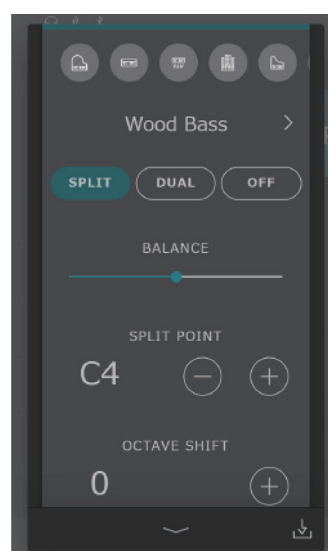 Wood Bass
SPLIT DUAL OFF
BALANCE
SPLIT POINT
C4
OCTAVE SHIFT
0